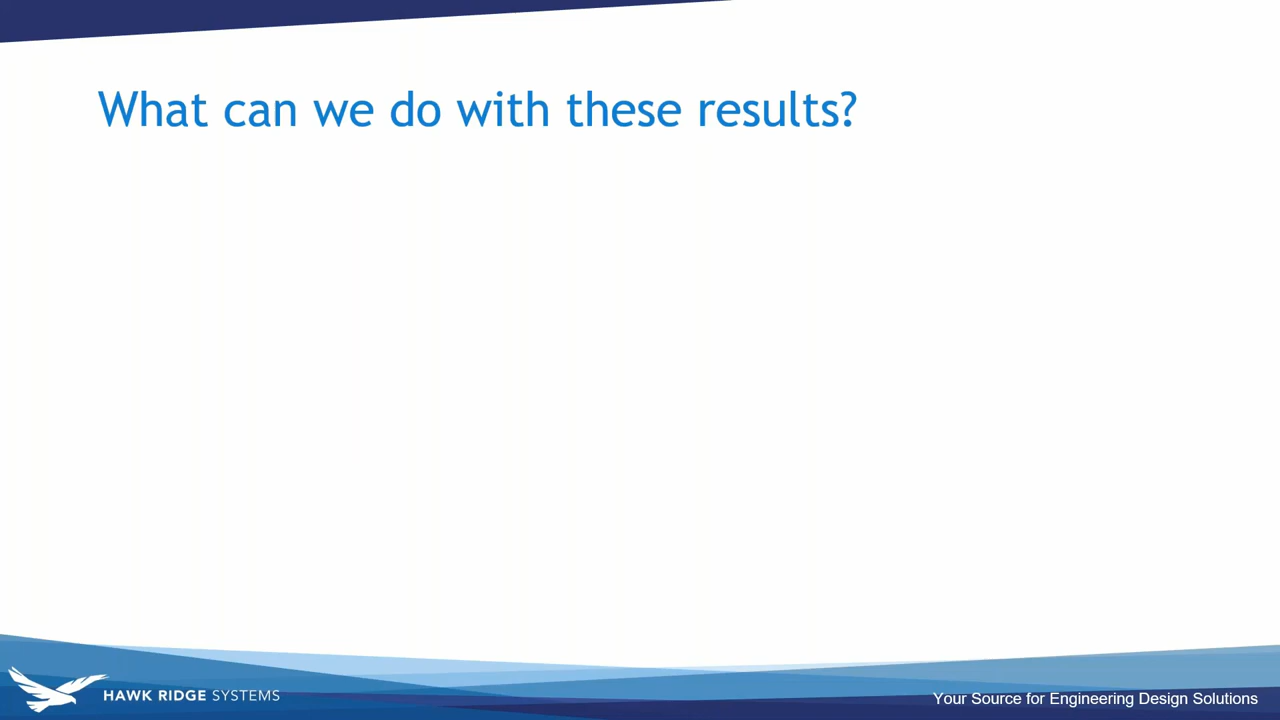 What can we do with these results?
HAWK RIDGE SYSTEMS
Your Source for Engineering Design Solutions